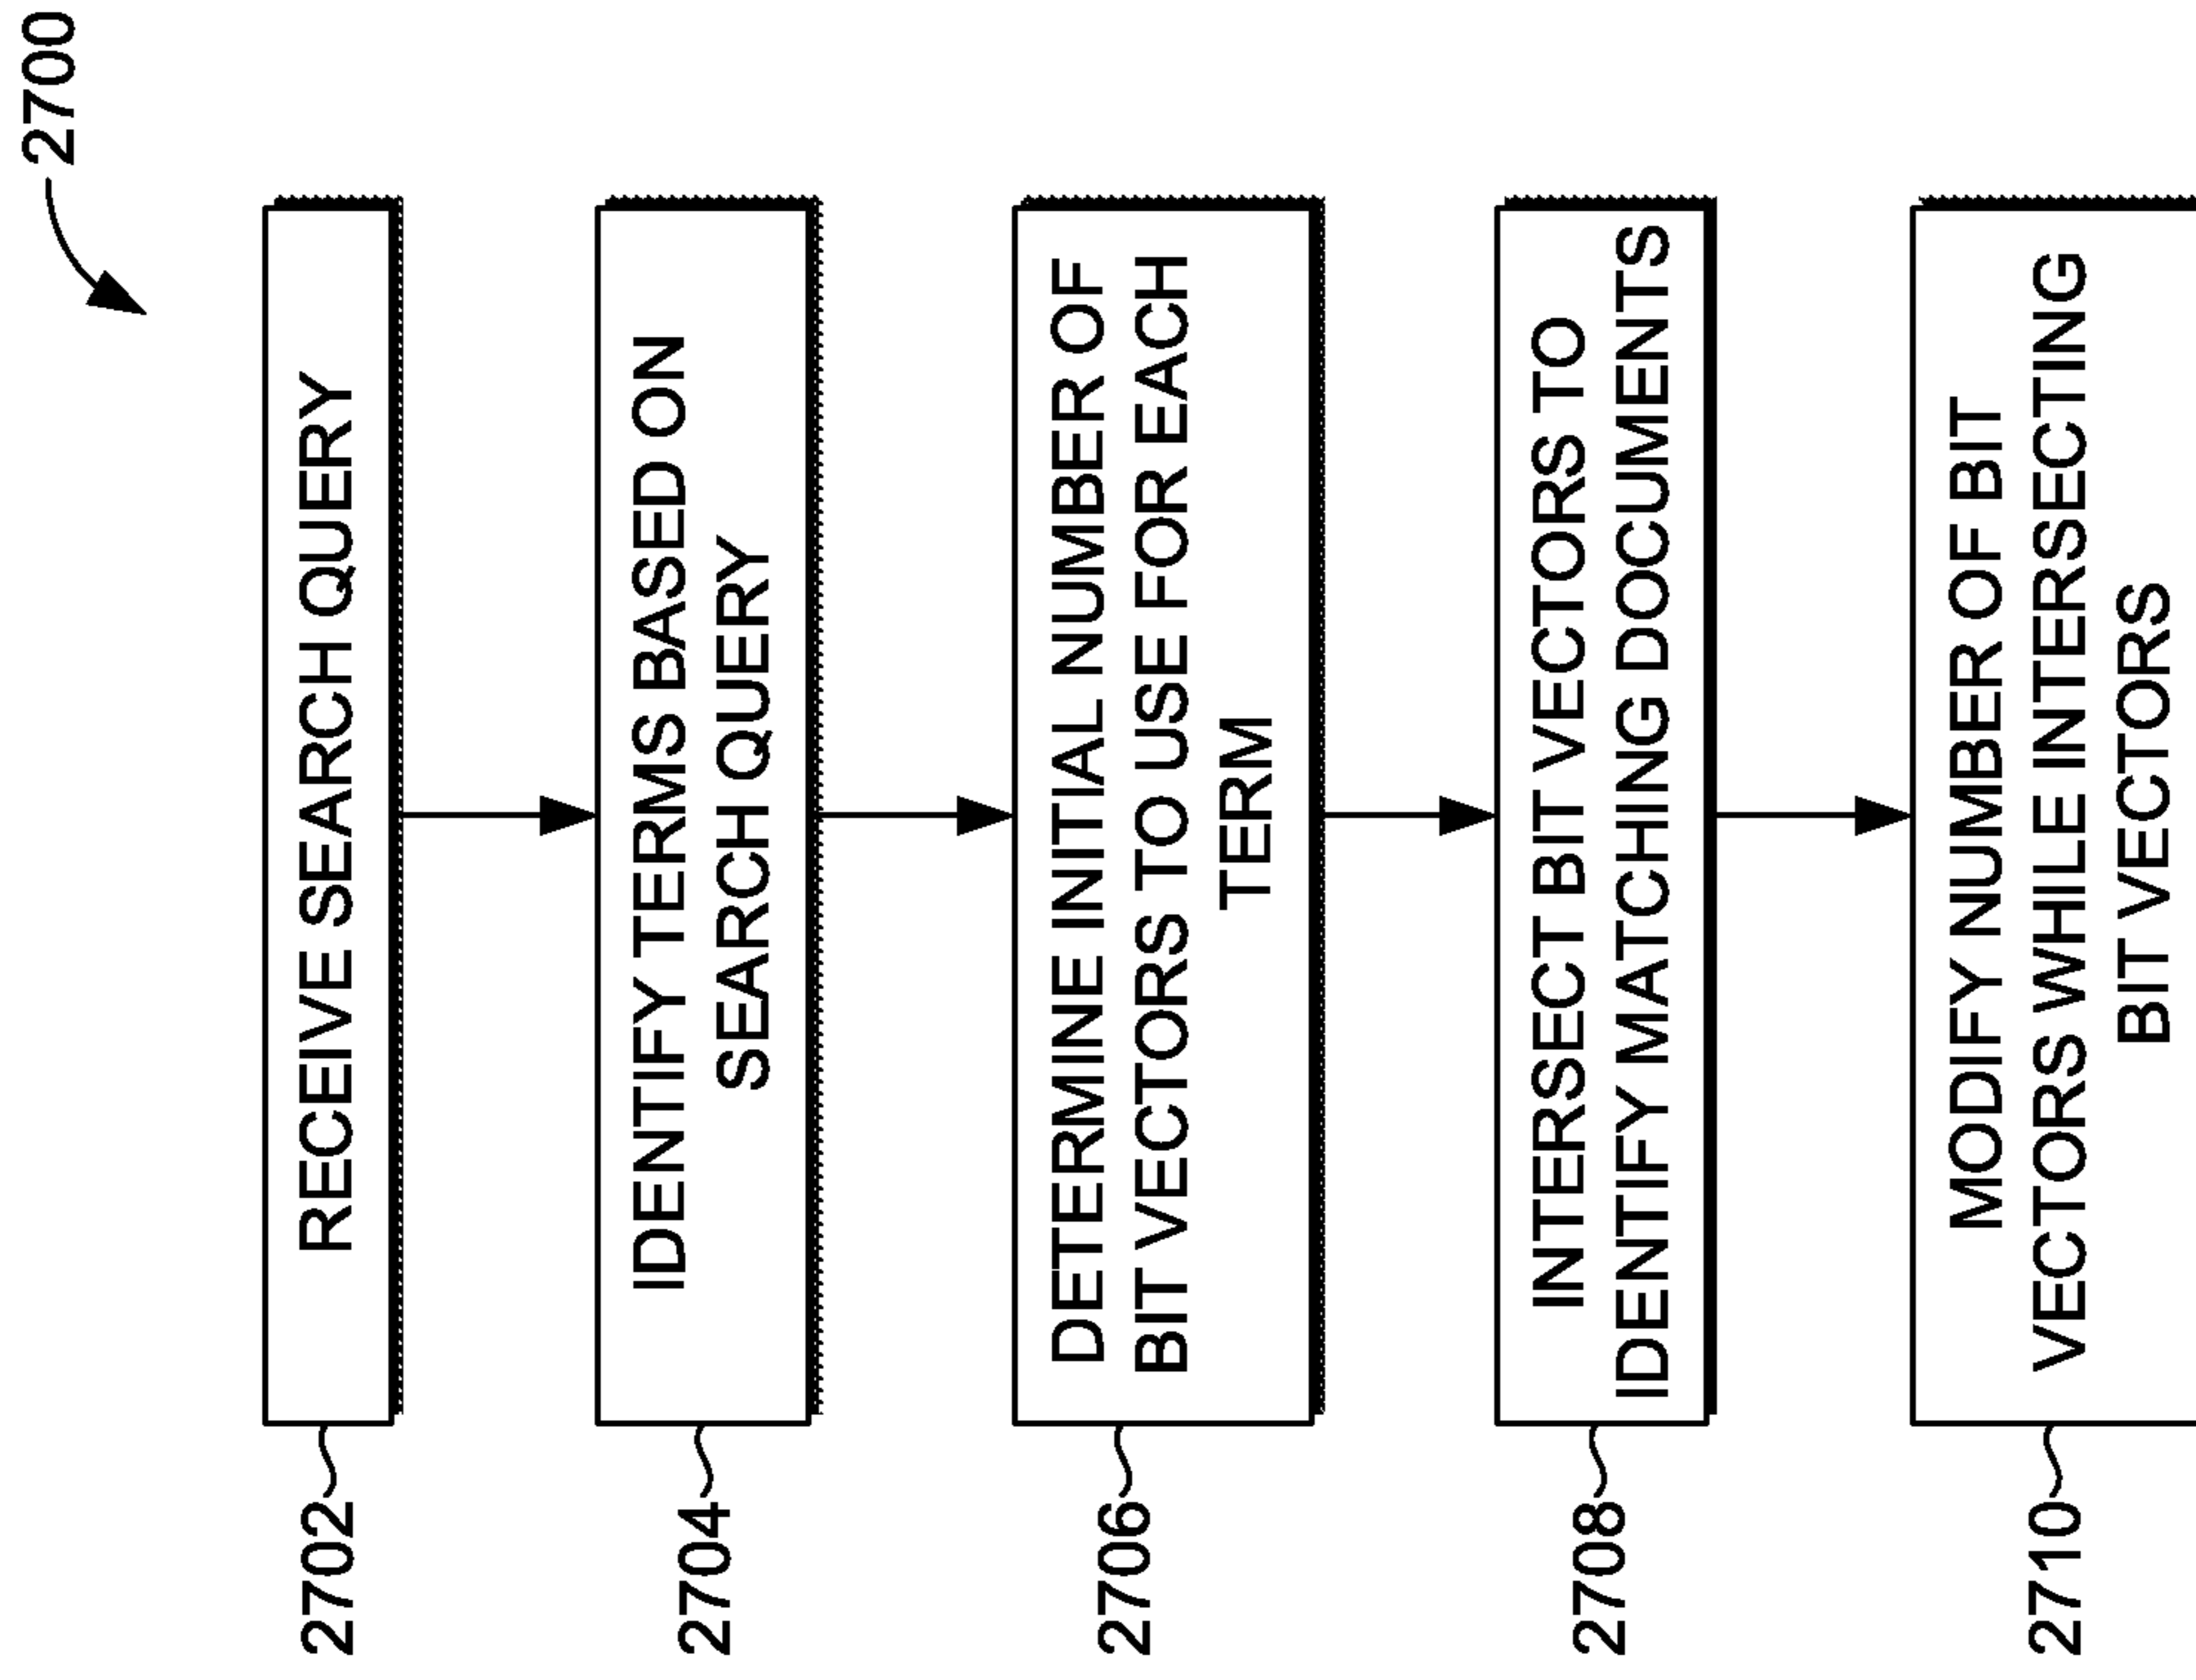 2700
2702
RECEIVE SEARCH QUERY
2704
IDENTIFY TERMS BASED ON
SEARCH QUERY
2706
DETERMINE INITIAL NUMBER OF
BIT VECTORS TO USE FOR EACH
TERM
2708
INTERSECT BIT VECTORS TO
IDENTIFY MATCHING DOCUMENTS
2710
MODIFY NUMBER OF BIT
VECTORS WHILE INTERSECTING
BIT VECTORS